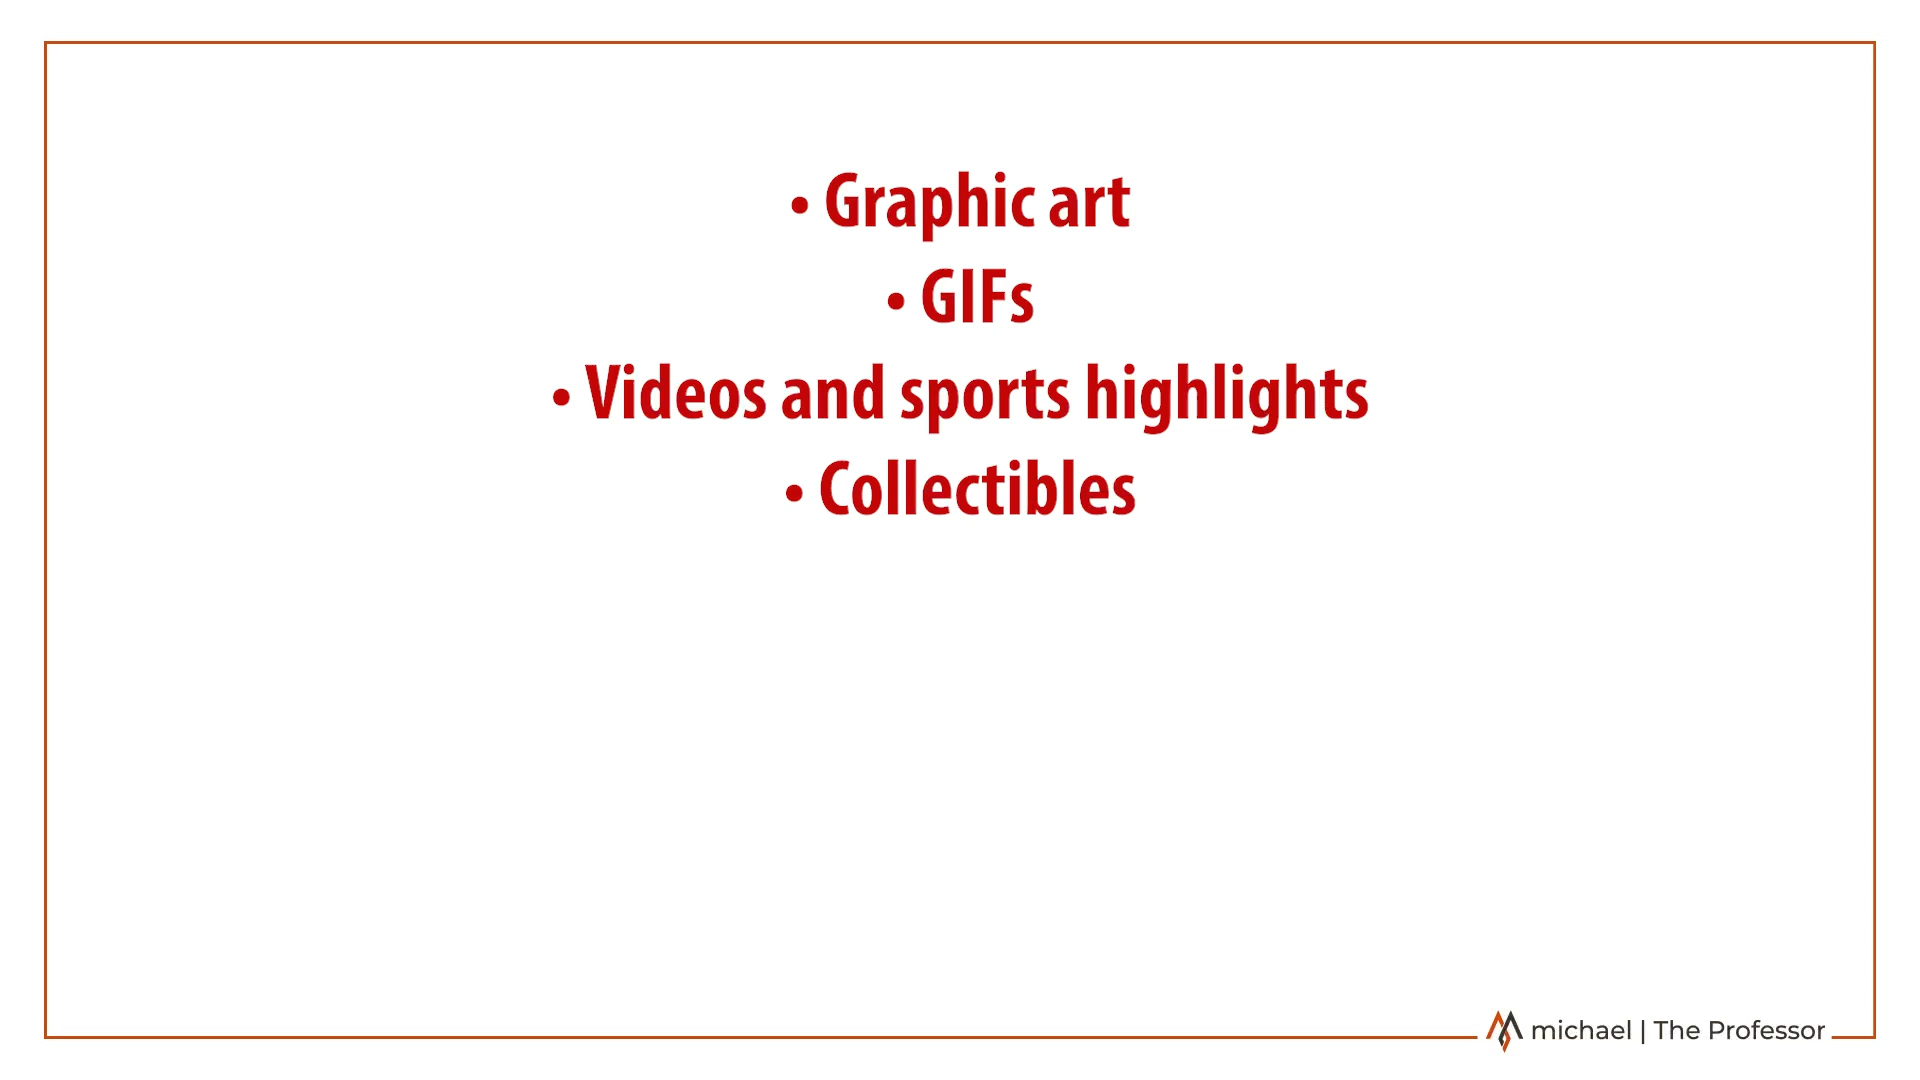 • Graphic art
• GIFs
• Videos and sports highlights
• Collectibles
michael | The Professor